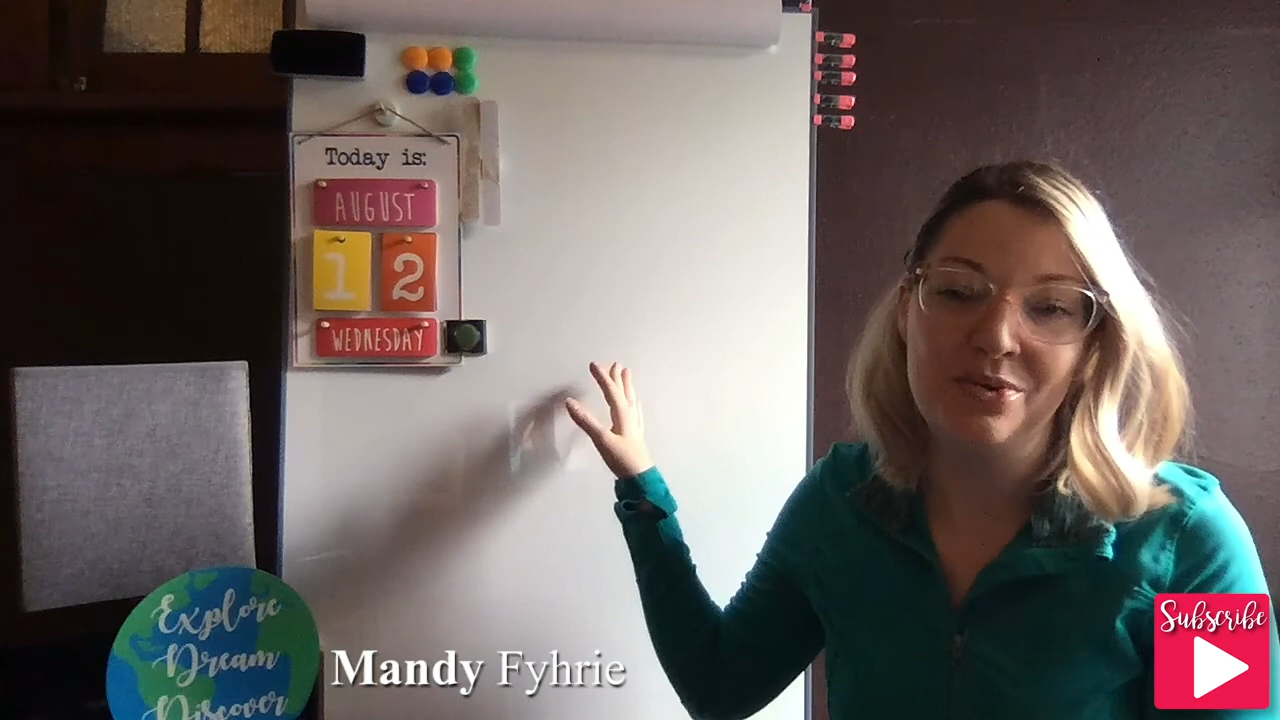 Today is:
AUGUST
1 2
WEDNESDAY
Explore
Dream
Discover
Mandy Fyhrie
Subscribe